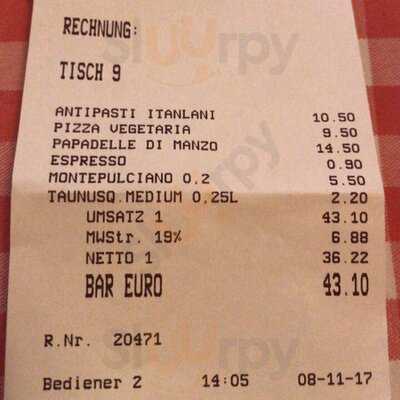 RECHNUNG:
TISCH 9
ANTIPASTI ITANLANI 10.50
PIZZA VEGETARIA 9.50
PAPADELLE DI MANZO 14.50
ESPRESSO 0.90
MONTEPULCIANO 0,2 5.50
TAUNUSQ.MEDIUM 0,25L 2.20
UMSATZ 1 43.10
MWStr. 19% 6.88
NETTO 1 36.22
BAR EURO 43.10
R.Nr. 20471
Bediener 2 14:05 08-11-17
sluurpy
sluurpy